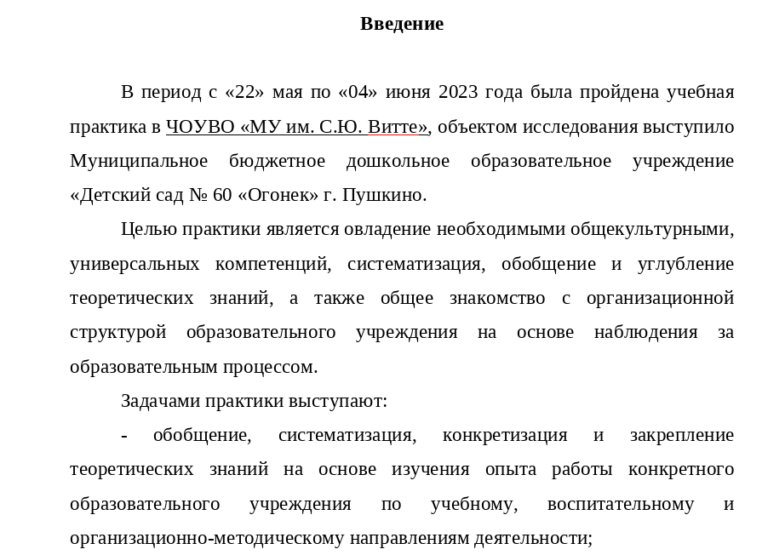 Введение
В период с «22» мая по «04» июня 2023 года была пройдена учебная
практика в ЧОУВО «МУ им. С.Ю. Витте», объектом исследования выступило
Муниципальное бюджетное дошкольное образовательное учреждение
«Детский сад № 60 «Огонек» г. Пушкино.
Целью практики является овладение необходимыми общекультурными,
универсальных компетенций, систематизация, обобщение и углубление
теоретических знаний, а также общее знакомство с организационной
структурой образовательного учреждения на основе наблюдения за
образовательным процессом.
Задачами практики выступают:
- обобщение, систематизация, конкретизация и закрепление
теоретических знаний на основе изучения опыта работы конкретного
образовательного учреждения по учебному, воспитательному и
организационно-методическому направлениям деятельности;